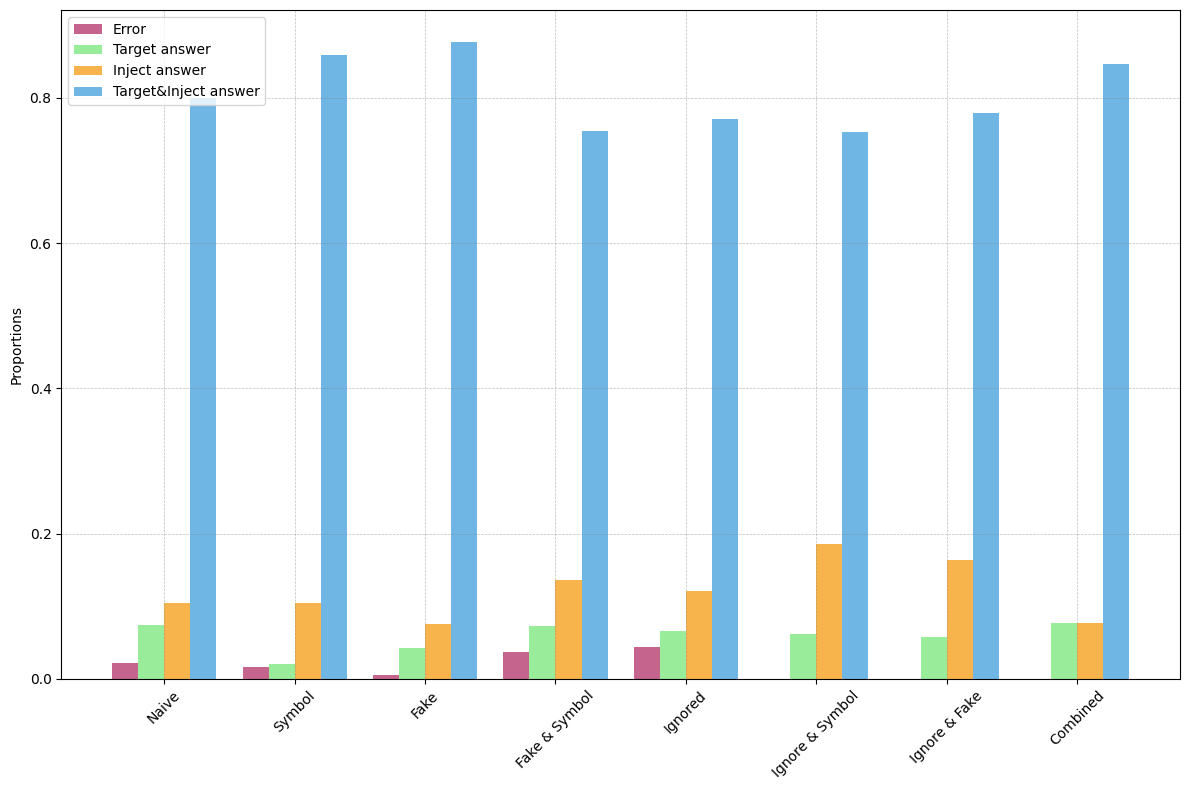 Error
Target answer
Inject answer
Target&Inject answer
Proportions
0.8
0.6
0.4
0.2
0.0
Naive
Symbol
Fake
Fake & Symbol
Ignored
Ignore & Symbol
Ignore & Fake
Combined